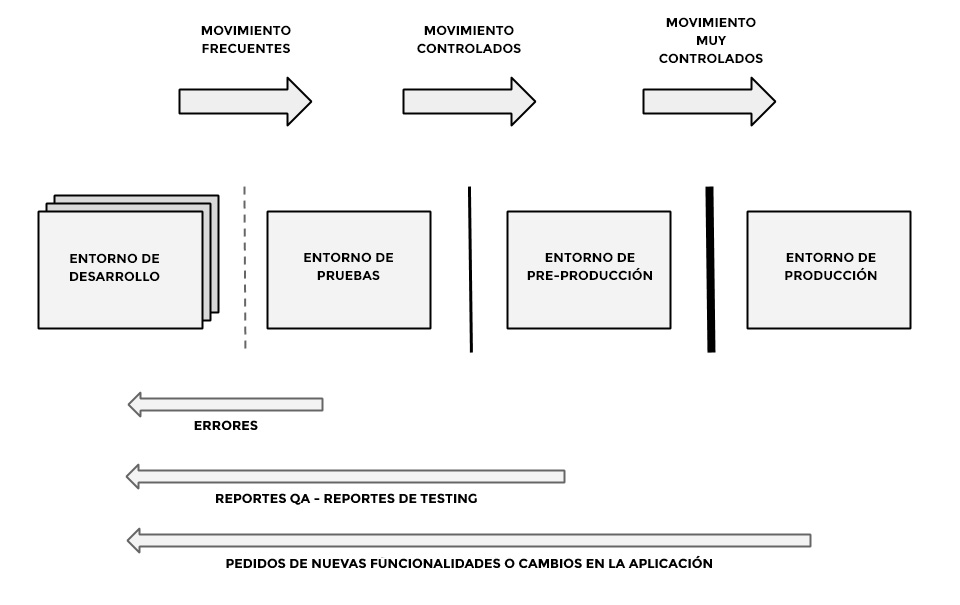 MOVIMIENTO
FRECUENTES
MOVIMIENTO
CONTROLADOS
MOVIMIENTO
MUY
CONTROLADOS
ENTORNO DE
DESARROLLO
ENTORNO DE
PRUEBAS
ENTORNO DE
PRE-PRODUCCIÓN
ENTORNO DE
PRODUCCIÓN
ERRORES
REPORTES QA - REPORTES DE TESTING
PEDIDOS DE NUEVAS FUNCIONALIDADES O CAMBIOS EN LA APLICACIÓN